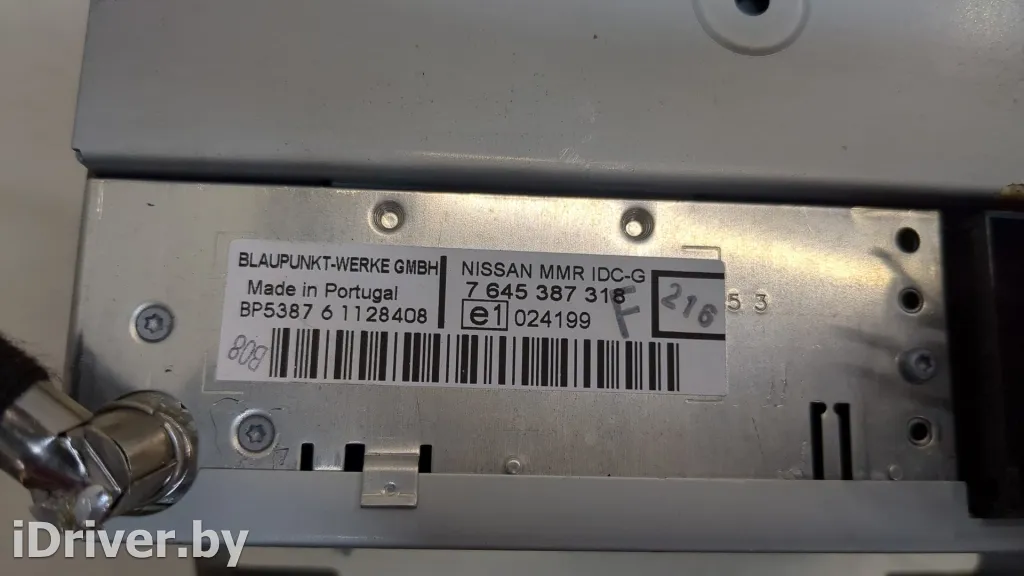 BLAUPUNKT-WERKE GMBH
Made in Portugal
BP5387 6 1128408
NISSAN MMR IDC-G
7 645 387 318
e1 024199
F
216
53
B08
iDriver.by